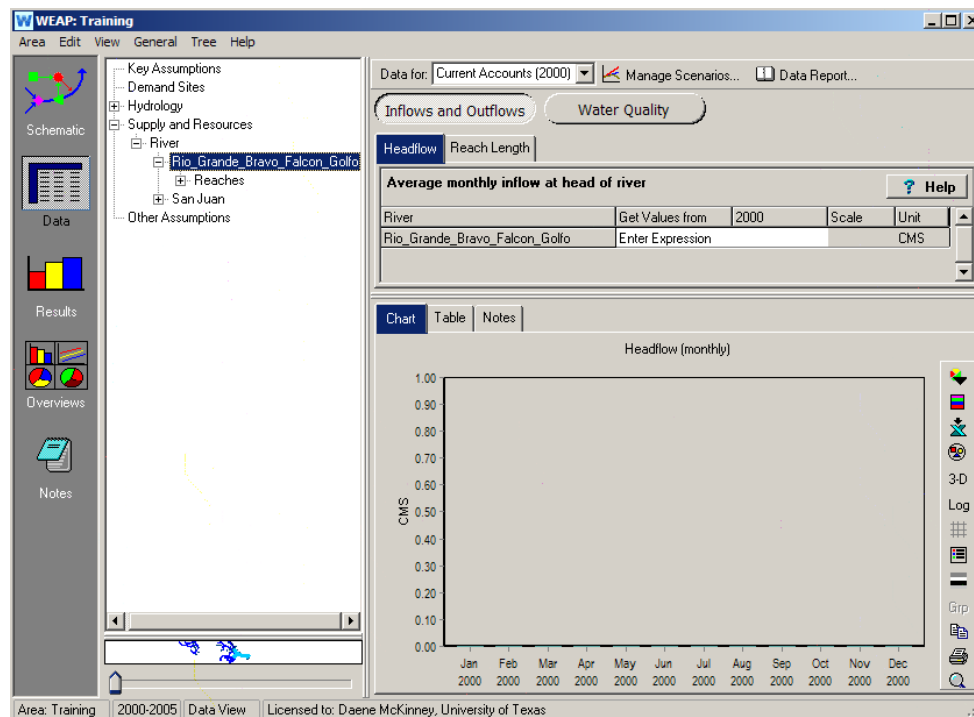 WEAP: Training
Area Edit View General Tree Help
Schematic
Data
Results
Overviews
Notes
Key Assumptions
Demand Sites
Hydrology
Supply and Resources
River
Rio_Grande_Bravo_Falcon_Golfo
Reaches
San Juan
Other Assumptions
Data for: Current Accounts (2000) Manage Scenarios... Data Report...
Inflows and Outflows Water Quality
Headflow Reach Length
Average monthly inflow at head of river ? Help
River Get Values from 2000 Scale Unit
Rio_Grande_Bravo_Falcon_Golfo Enter Expression CMS
Chart Table Notes
Headflow (monthly)
1.00
0.90
0.80
0.70
0.60
0.50
0.40
0.30
0.20
0.10
0.00
CMS
Jan Feb Mar Apr May Jun Jul Aug Sep Oct Nov Dec
2000 2000 2000 2000 2000 2000 2000 2000 2000 2000 2000 2000
3-D
Log
Grp
Area: Training 2000-2005 Data View Licensed to: Daene McKinney, University of Texas